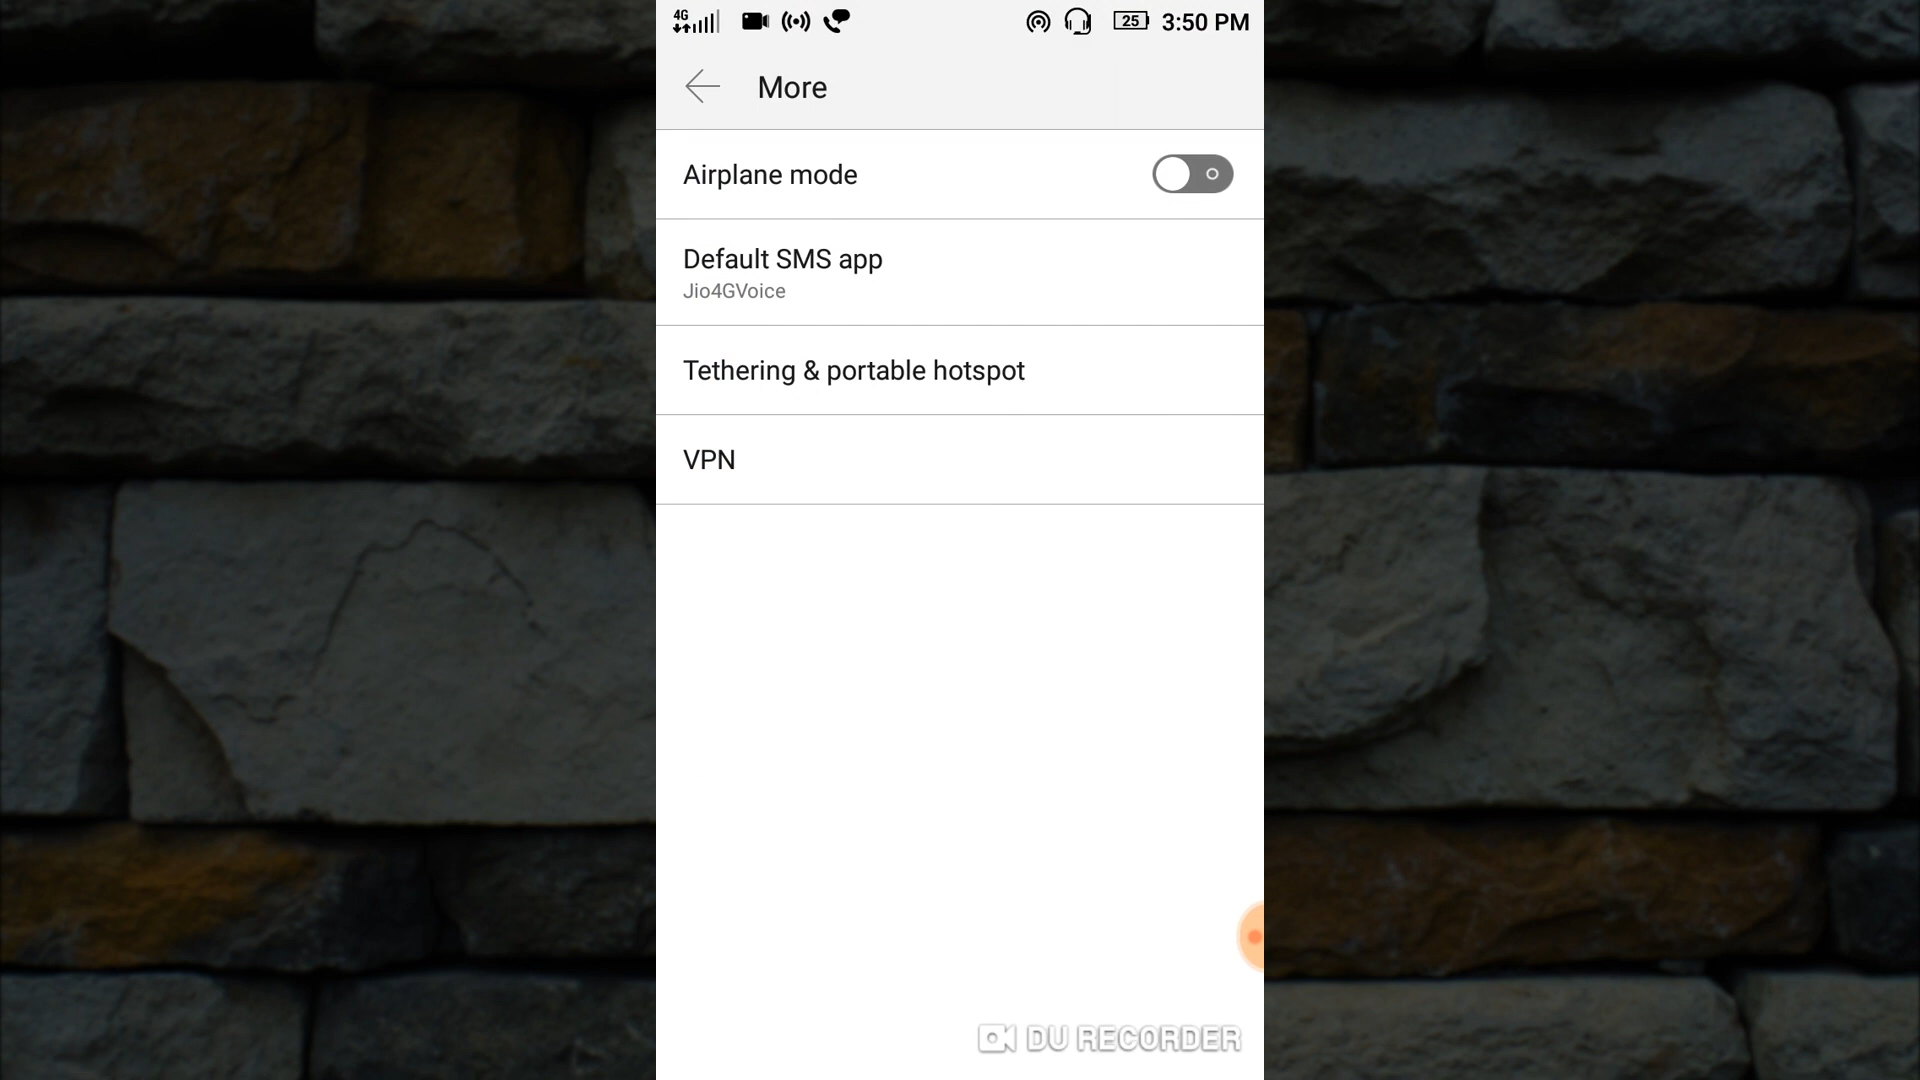 4G 25 3:50 PM
More
Airplane mode
Default SMS app
Jio4GVoice
Tethering & portable hotspot
VPN
DU RECORDER